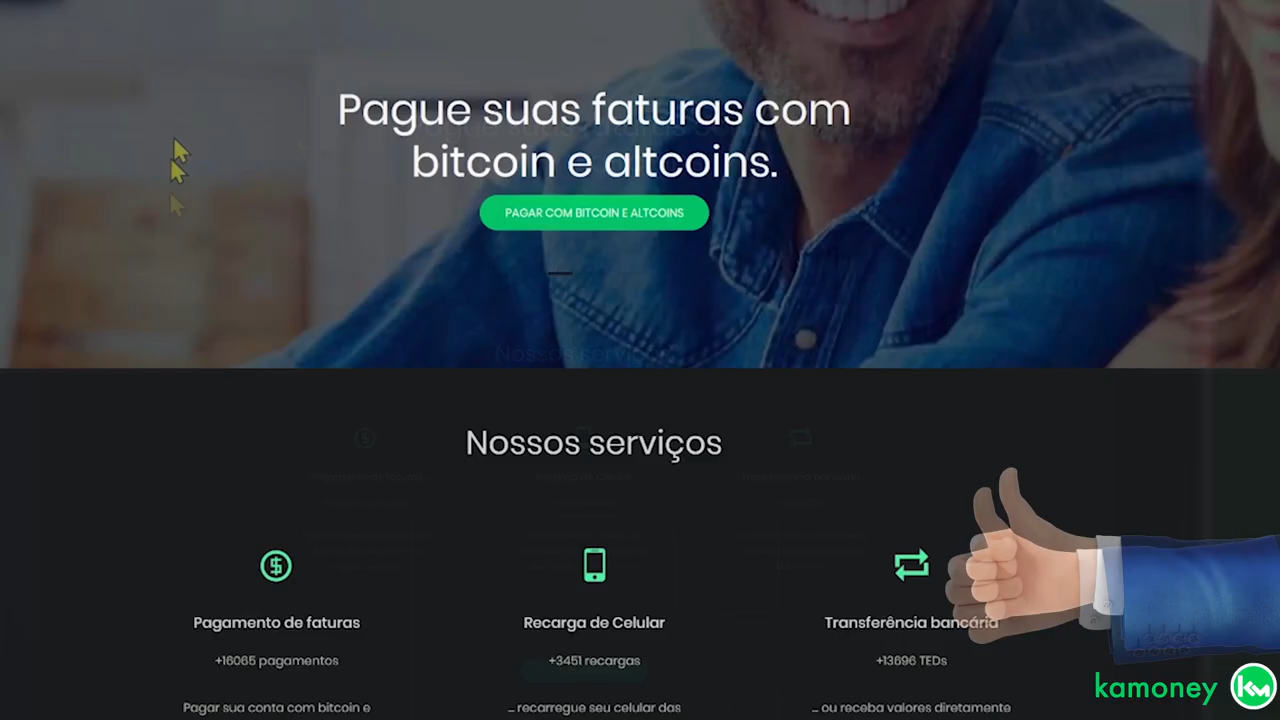 Pague suas faturas com
bitcoin e altcoins.
PAGAR COM BITCOIN E ALTCOINS
Nossos serviços
Pagamento de faturas
+16065 pagamentos
Pagar sua conta com bitcoin e
Recarga de Celular
+3451 recargas
... recarregue seu celular das
Transferência bancária
+13696 TEDs
... ou receba valores diretamente
kamoney